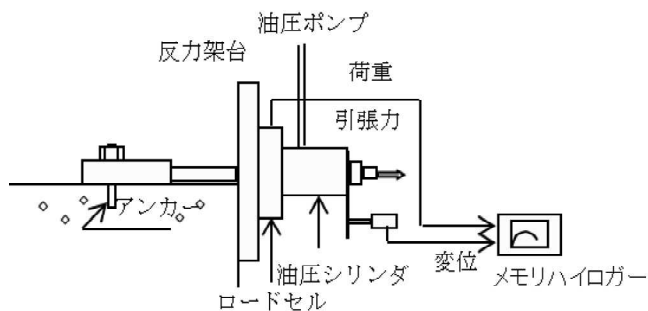 油圧ポンプ
反力架台
荷重
引張力
アンカー
油圧シリンダ
変位
メモリハイロガー
ロードセル